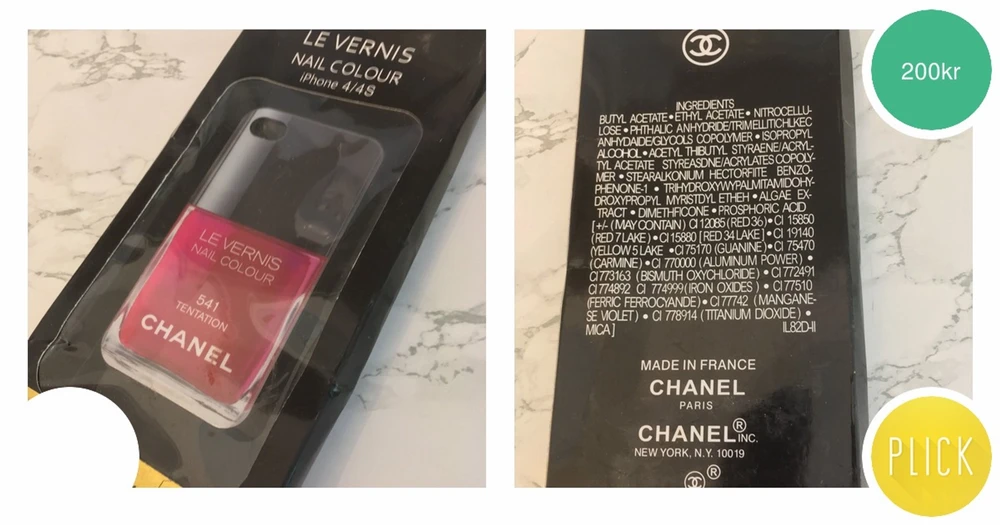 LE VERNIS
NAIL COLOUR
iPhone 4/4S
LE VERNIS
NAIL COLOUR
541
TENTATION
CHANEL
INGREDIENTS
BUTYL ACETATE•ETHYL ACETATE• NITROCELLU-
LOSE•PHTHALIC ANHYDRIDE/TRIMELLITCHLKEC
ANHYDAIDE/GLYCOLS COPOLYMER•ISOPROPYL
ALCOHOL•ACETYL THIBUTYL STYRAENE/ACRYL-
TYL ACETATE STYREASDNE/ACRYLATES COPOLY-
MER•STEARALKONIUM HECTORFITE BENZO-
PHENONE-1 • TRIHYDROXYWYPALMITAMIDOHY-
DROXYPROPYL MYRISTDYL ETHEH•ALGAE EX-
TRACT•DIMETHFICONE•PROSPHORIC ACID
[+/-(MAY CONTAIN) CI 12085(RED 36)•CI 15850
(RED 7 LAKE)•CI 15880 [RED 34 LAKE]•CI 19140
(YELLOW 5 LAKE •CI 75170 (GUANINE)•CI 75470
(CARMINE)•CI 770000 (ALUMINUM POWER) •
CI 773163 (BISMUTH OXYCHLORIDE)•CI 772491
CI 774892 CI 774999(IRON OXIDES)•CI 77510
(FERRIC FERROCYANDE)•CI 77742 (MANGANE-
SE VIOLET)•CI 778914 (TITANIUM DIOXIDE)•
MICA] IL82D-II
MADE IN FRANCE
CHANEL
PARIS
CHANEL® INC.
NEW YORK, N.Y. 10019
®
200kr
PLICK